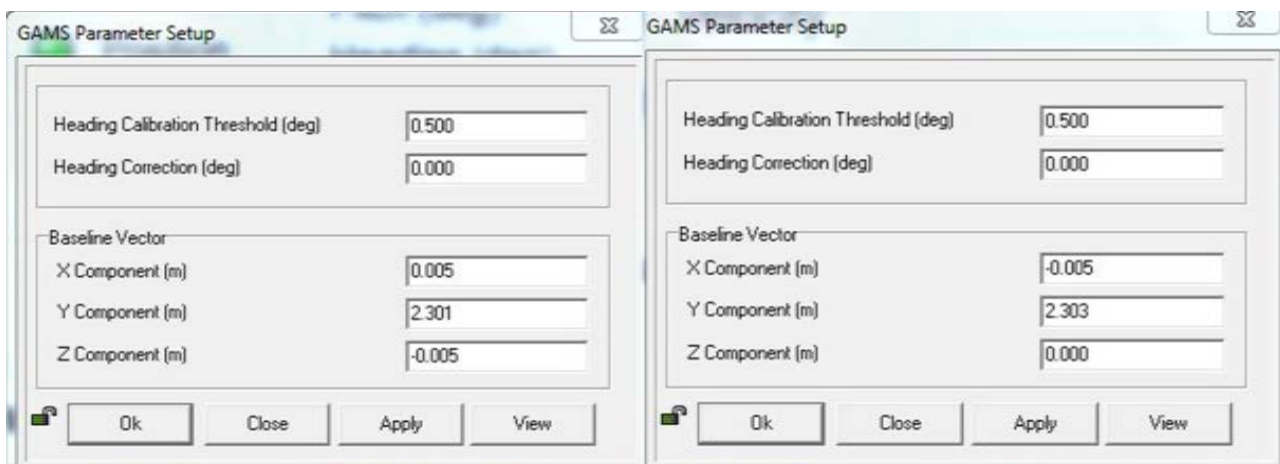 GAMS Parameter Setup
Heading Calibration Threshold (deg) 0.500
Heading Correction (deg) 0.000
Baseline Vector
X Component (m) 0.005
Y Component (m) 2.301
Z Component (m) -0.005
Ok Close Apply View
GAMS Parameter Setup
Heading Calibration Threshold (deg) 0.500
Heading Correction (deg) 0.000
Baseline Vector
X Component (m) -0.005
Y Component (m) 2.303
Z Component (m) 0.000
Ok Close Apply View